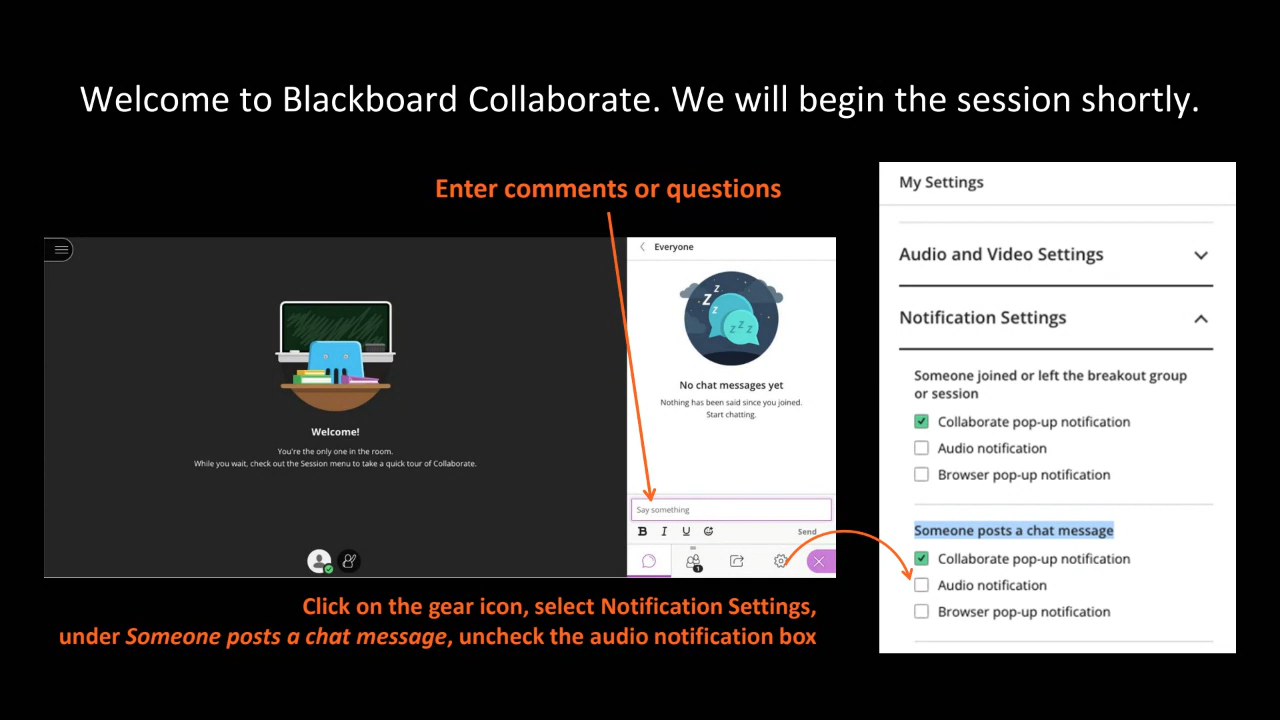 Welcome to Blackboard Collaborate. We will begin the session shortly.
Enter comments or questions
Everyone
Z
Z
Z
Z
z z z
No chat messages yet
Nothing has been said since you joined.
Start chatting.
Welcome!
You're the only one in the room.
While you wait, check out the Session menu to take a quick tour of Collaborate.
Say something
B I U Send
1
Click on the gear icon, select Notification Settings,
under Someone posts a chat message, uncheck the audio notification box
My Settings
Audio and Video Settings
Notification Settings
Someone joined or left the breakout group
or session
Collaborate pop-up notification
Audio notification
Browser pop-up notification
Someone posts a chat message
Collaborate pop-up notification
Audio notification
Browser pop-up notification